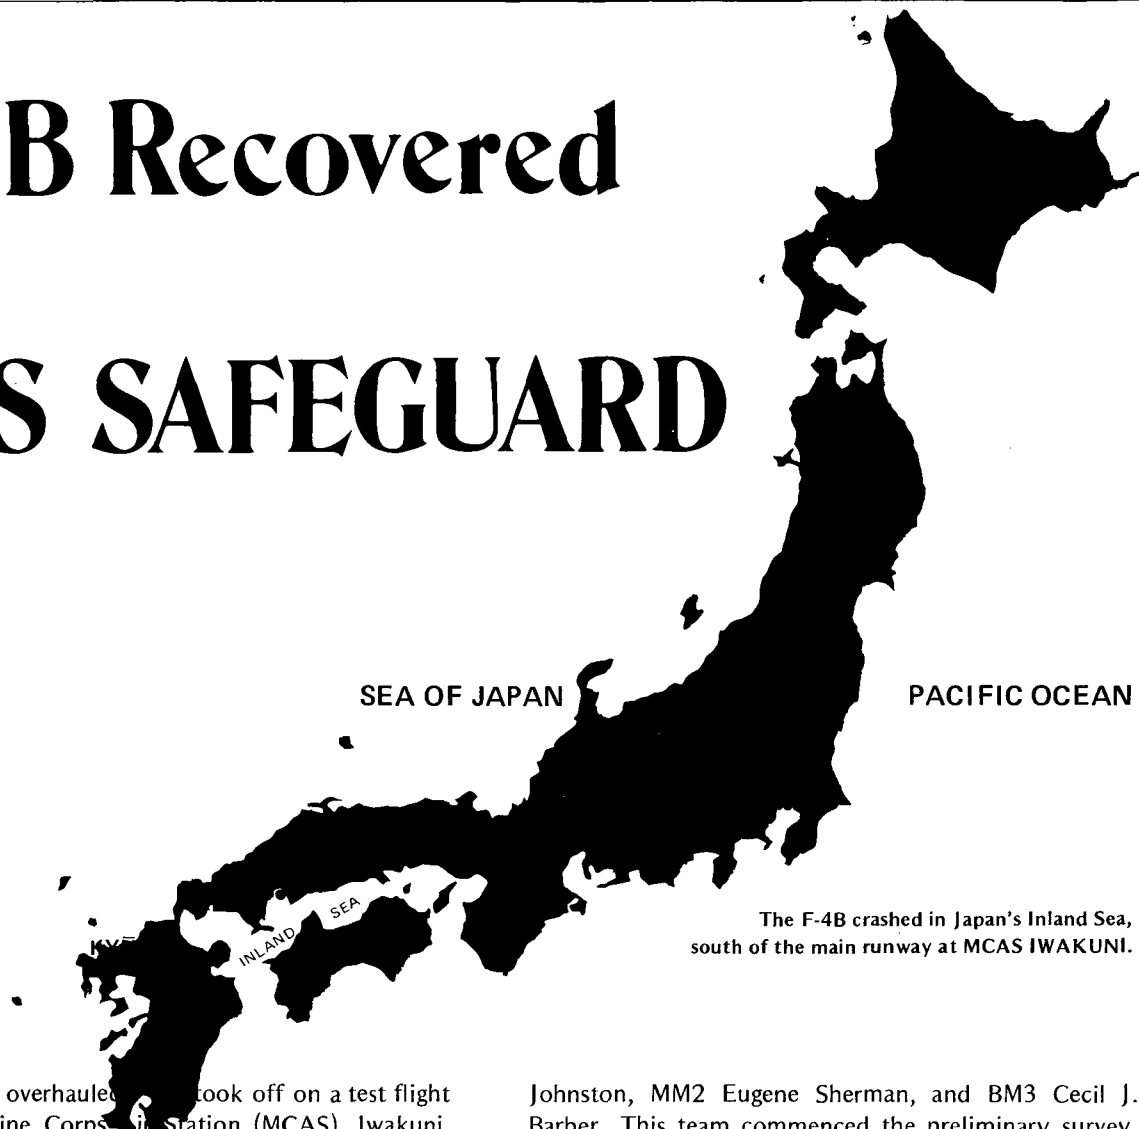 B Recovered
S SAFEGUARD
SEA OF JAPAN
PACIFIC OCEAN
INLAND SEA
The F-4B crashed in Japan's Inland Sea,
south of the main runway at MCAS IWAKUNI.
overhauled took off on a test flight
Corps Station (MCAS), Iwakuni,
Johnston, MM2 Eugene Sherman, and BM3 Cecil J.
Barber. This team commenced the preliminary survey